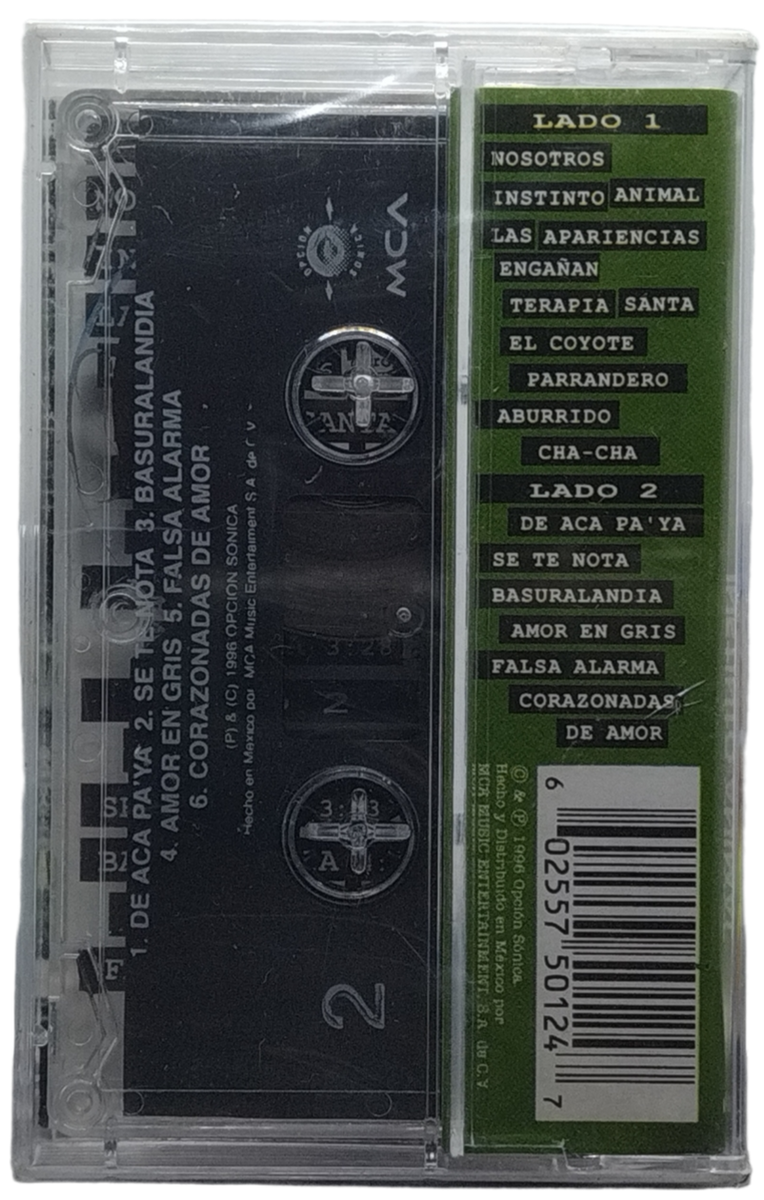 LADO 1
NOSOTROS
INSTINTO ANIMAL
LAS APARIENCIAS
ENGAÑAN
TERAPIA SANTA
EL COYOTE
PARRANDERO
ABURRIDO
CHA-CHA
LADO 2
DE ACA PA'YA
SE TE NOTA
BASURALANDIA
AMOR EN GRIS
FALSA ALARMA
CORAZONADAS
DE AMOR
© & ℗ 1996 Opción Sónica.
Hecho y Distribuido en México por
MCA MUSIC ENTERTAINMENT S.A. de C.V.
6 02557 50124 7
MCA
OPCION SONICA
1. DE ACA PA'YA 2. SE TE NOTA 3. BASURALANDIA
4. AMOR EN GRIS 5. FALSA ALARMA
6. CORAZONADAS DE AMOR
(P) & (C) 1996 OPCION SONICA
Hecho en México por MCA Music Entertaiment S.A. de C.V.
2
3:28